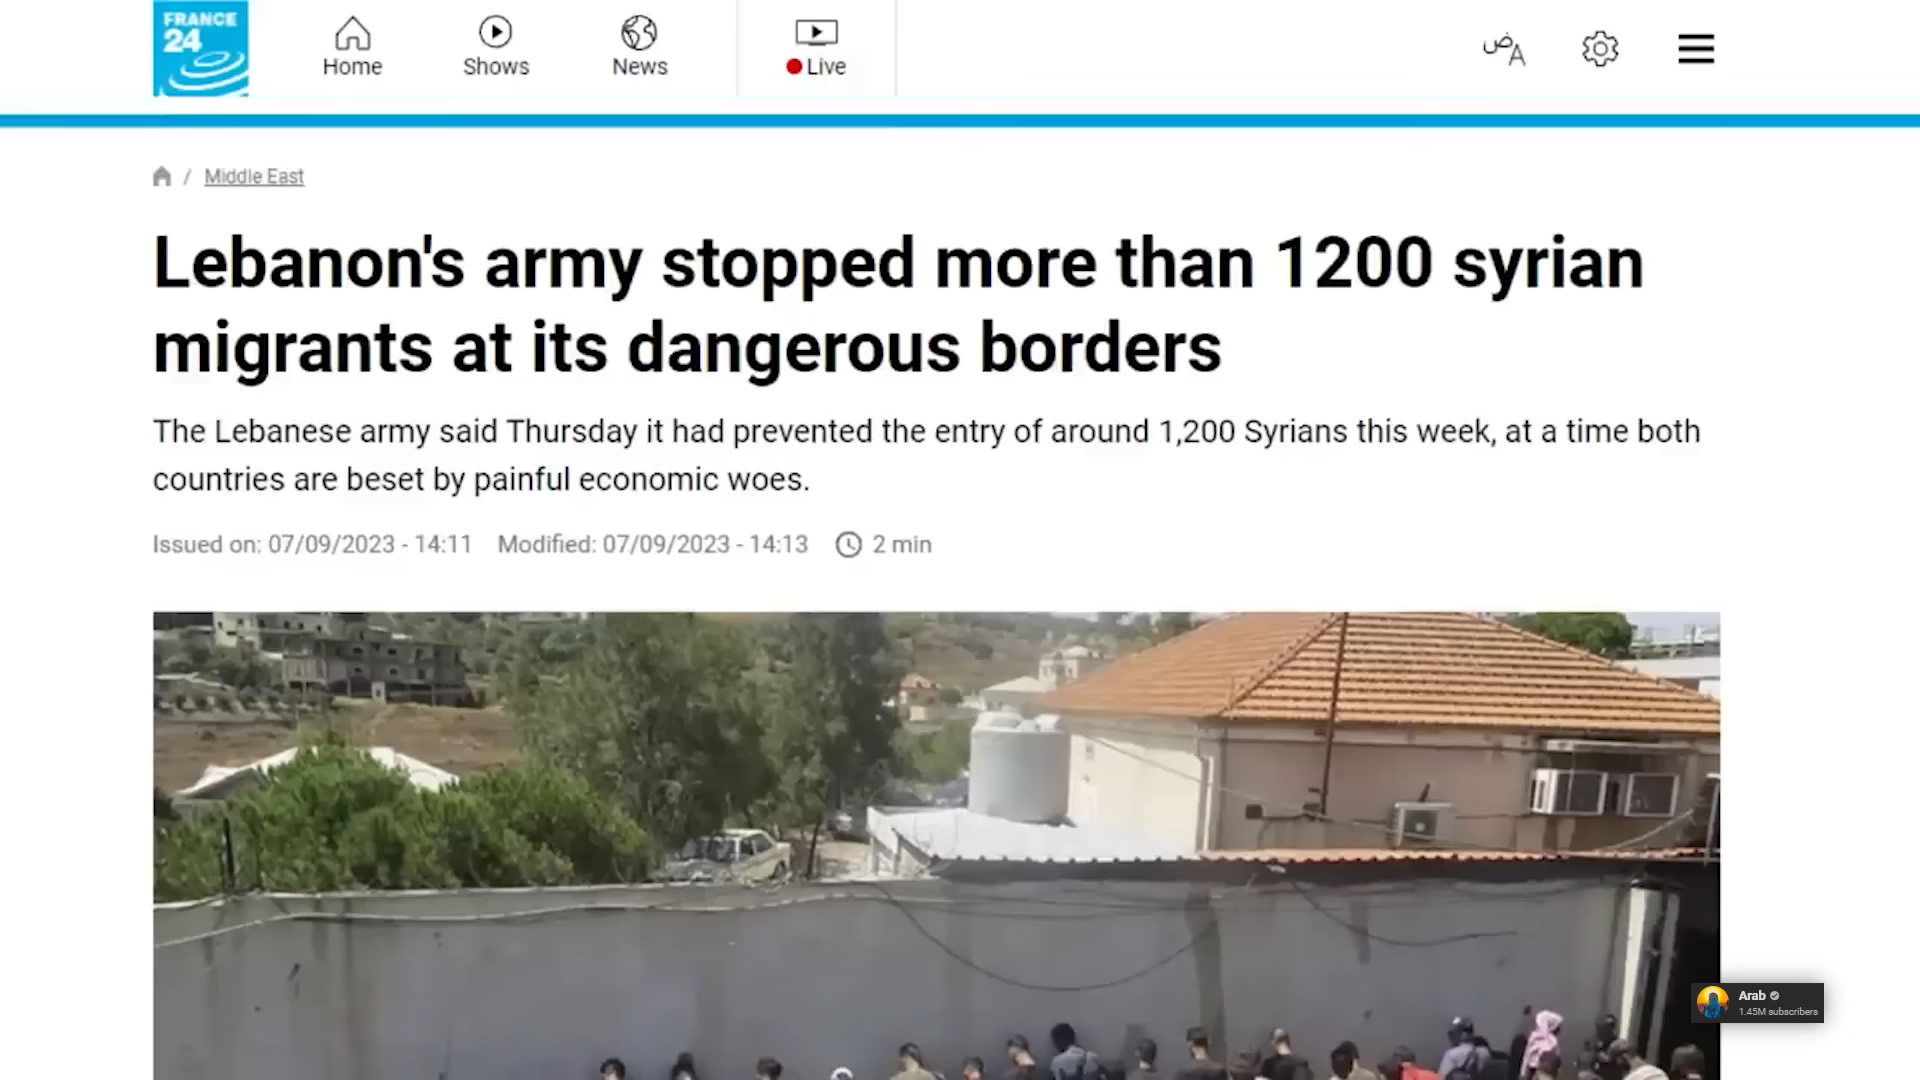 FRANCE
24
Home
Shows
News
Live
ض A
/ Middle East
Lebanon's army stopped more than 1200 syrian
migrants at its dangerous borders
The Lebanese army said Thursday it had prevented the entry of around 1,200 Syrians this week, at a time both
countries are beset by painful economic woes.
Issued on: 07/09/2023 - 14:11 Modified: 07/09/2023 - 14:13 2 min
Arab
1.45M subscribers